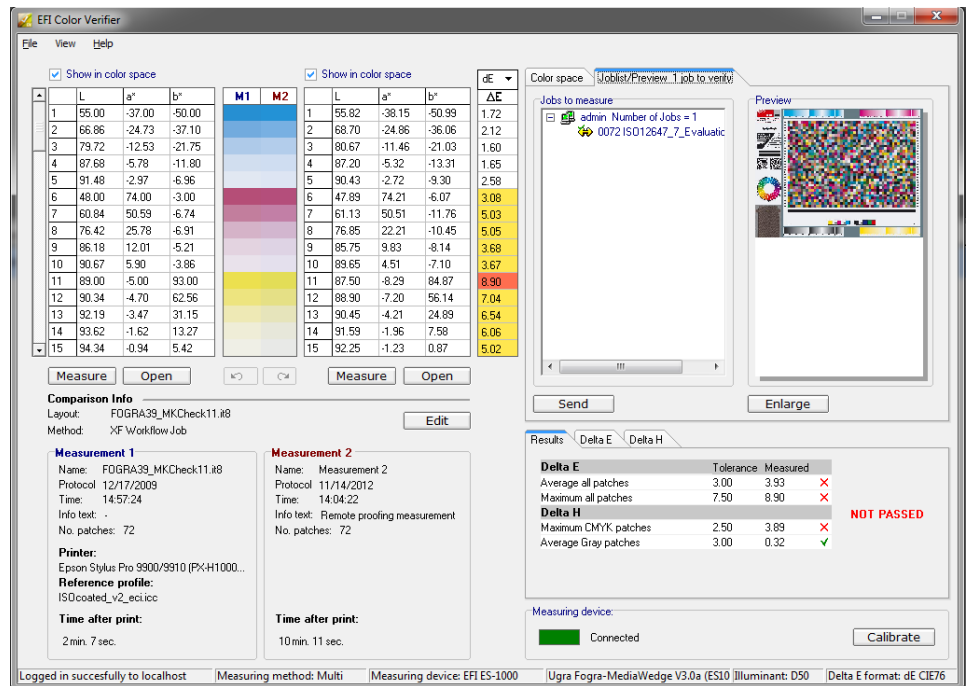 EFI Color Verifier
File View Help
Show in color space Show in color space dE
L a* b* M1 M2 L a* b* ΔE
1 55.00 -37.00 -50.00 1 55.82 -38.15 -50.99 1.72
2 66.86 -24.73 -37.10 2 68.70 -24.86 -36.06 2.12
3 79.72 -12.53 -21.75 3 80.67 -11.46 -21.03 1.60
4 87.68 -5.78 -11.80 4 87.20 -5.32 -13.31 1.65
5 91.48 -2.97 -6.96 5 90.43 -2.72 -9.30 2.58
6 48.00 74.00 -3.00 6 47.89 74.21 -6.07 3.08
7 60.84 50.59 -6.74 7 61.13 50.51 -11.76 5.03
8 76.42 25.78 -6.91 8 76.85 22.21 -10.45 5.05
9 86.18 12.01 -5.21 9 85.75 9.83 -8.14 3.68
10 90.67 5.90 -3.86 10 89.65 4.51 -7.10 3.67
11 89.00 -5.00 93.00 11 87.50 -8.29 84.87 8.90
12 90.34 -4.70 62.56 12 88.90 -7.20 56.14 7.04
13 92.19 -3.47 31.15 13 90.45 -4.21 24.89 6.54
14 93.62 -1.62 13.27 14 91.59 -1.96 7.58 6.06
15 94.34 -0.94 5.42 15 92.25 -1.23 0.87 5.02
Measure Open Measure Open
Comparison Info
Layout: FOGRA39_MKCheck11.it8
Method: XF Workflow Job
Edit
Measurement 1
Name: FOGRA39_MKCheck11.it8
Protocol 12/17/2009
Time: 14:57:24
Info text: -
No. patches: 72
Printer:
Epson Stylus Pro 9900/9910 (PX-H1000...
Reference profile:
ISOcoated_v2_eci.icc
Time after print:
2 min. 7 sec.
Measurement 2
Name: Measurement 2
Protocol 11/14/2012
Time: 14:04:22
Info text: Remote proofing measurement
No. patches: 72
Time after print:
10 min. 11 sec.
Color space Joblist/Preview 1 job to verify
Jobs to measure
admin Number of Jobs = 1
0072 ISO12647_7_Evaluatic
Preview
Send Enlarge
Results Delta E Delta H
Delta E Tolerance Measured
Average all patches 3.00 3.93
Maximum all patches 7.50 8.90
Delta H
Maximum CMYK patches 2.50 3.89
Average Gray patches 3.00 0.32
NOT PASSED
Measuring device:
Connected Calibrate
Logged in succesfully to localhost Measuring method: Multi Measuring device: EFI ES-1000 Ugra Fogra-MediaWedge V3.0a (ES10 Illuminant: D50 Delta E format: dE CIE76